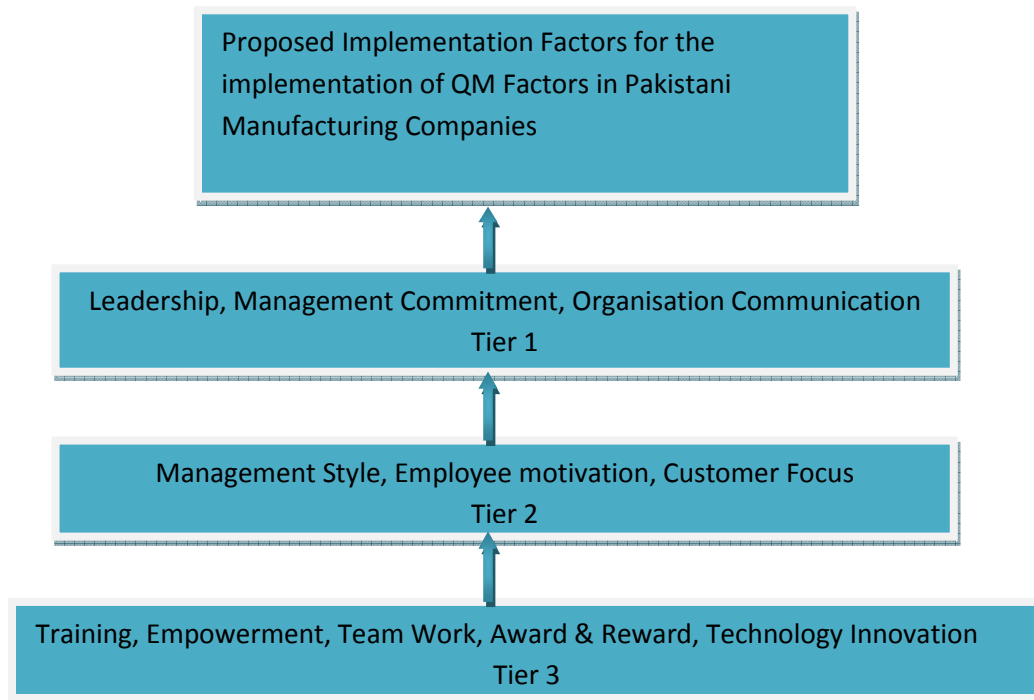 Proposed Implementation Factors for the
implementation of QM Factors in Pakistani
Manufacturing Companies
Leadership, Management Commitment, Organisation Communication
Tier 1
Management Style, Employee motivation, Customer Focus
Tier 2
Training, Empowerment, Team Work, Award & Reward, Technology Innovation
Tier 3